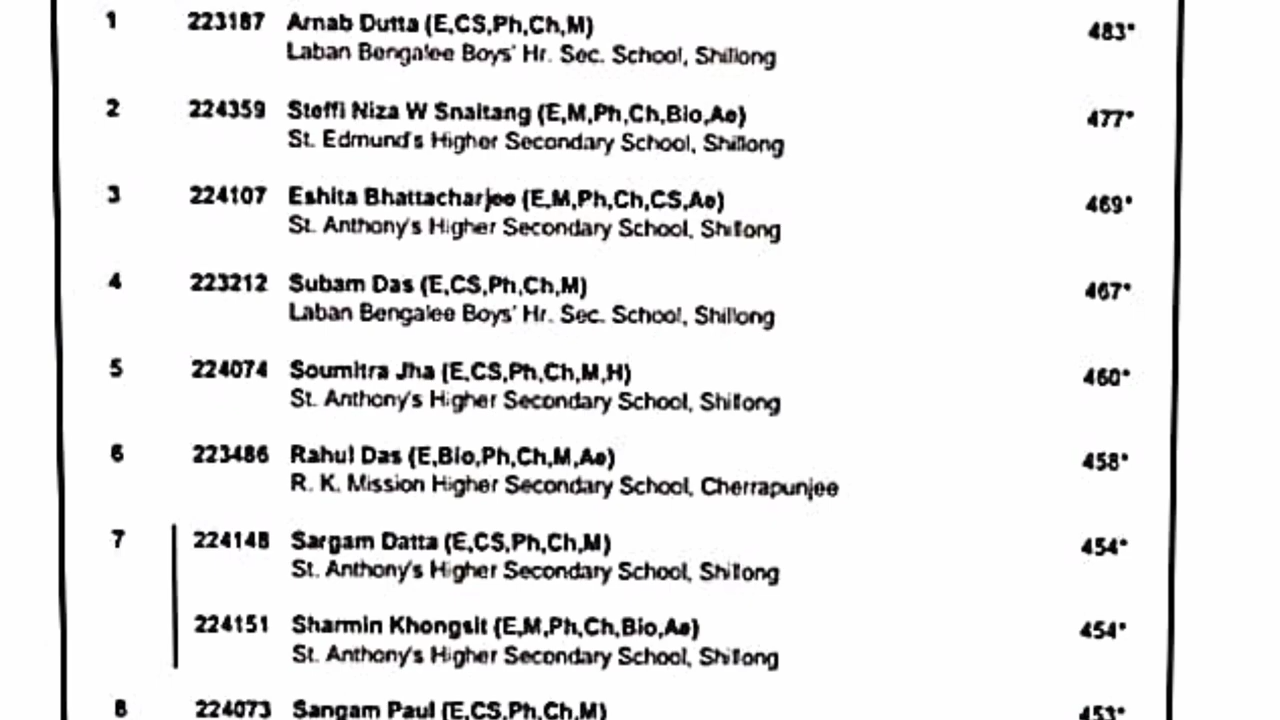 1 223187 Arnab Dutta (E,CS,Ph,Ch,M) 483*
Laban Bengalee Boys' Hr. Sec. School, Shillong
2 224359 Steffi Niza W Snaitang (E,M,Ph,Ch,Bio,Ae) 477*
St. Edmund's Higher Secondary School, Shillong
3 224107 Eshita Bhattacharjee (E,M,Ph,Ch,CS,Ae) 469*
St. Anthony's Higher Secondary School, Shillong
4 223212 Subam Das (E,CS,Ph,Ch,M) 467*
Laban Bengalee Boys' Hr. Sec. School, Shillong
5 224074 Soumitra Jha (E,CS,Ph,Ch,M,H) 460*
St. Anthony's Higher Secondary School, Shillong
6 223486 Rahul Das (E,Bio,Ph,Ch,M,Ae) 458*
R. K. Mission Higher Secondary School, Cherrapunjee
7 224148 Sargam Datta (E,CS,Ph,Ch,M) 454*
St. Anthony's Higher Secondary School, Shillong
224151 Sharmin Khongsit (E,M,Ph,Ch,Bio,Ae) 454*
St. Anthony's Higher Secondary School, Shillong
8 224073 Sangam Paul (E,CS,Ph,Ch,M) 453*